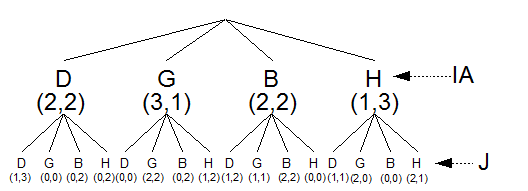 D G B H IA
(2,2) (3,1) (2,2) (1,3)
D G B H D G B H D G B H D G B H J
(1,3) (0,0) (0,2) (0,2) (0,0) (2,2) (0,2) (1,2) (1,2) (1,1) (2,2) (0,0) (1,1) (2,0) (0,0) (2,1)